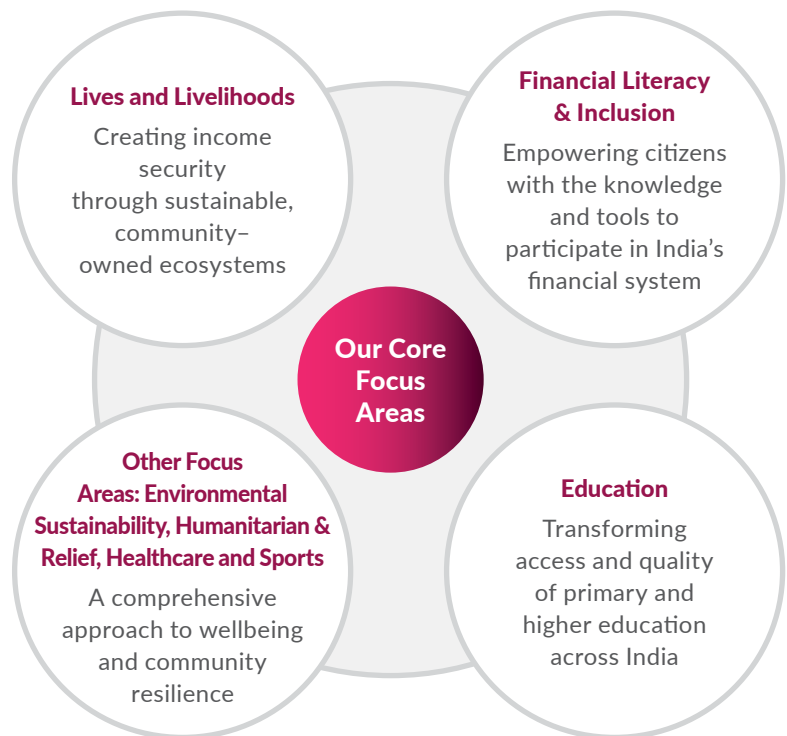 Lives and Livelihoods
Creating income
security
through sustainable,
community–
owned ecosystems
Financial Literacy
& Inclusion
Empowering citizens
with the knowledge
and tools to
participate in India’s
financial system
Our Core
Focus
Areas
Other Focus
Areas: Environmental
Sustainability, Humanitarian &
Relief, Healthcare and Sports
A comprehensive
approach to wellbeing
and community
resilience
Education
Transforming
access and quality
of primary and
higher education
across India